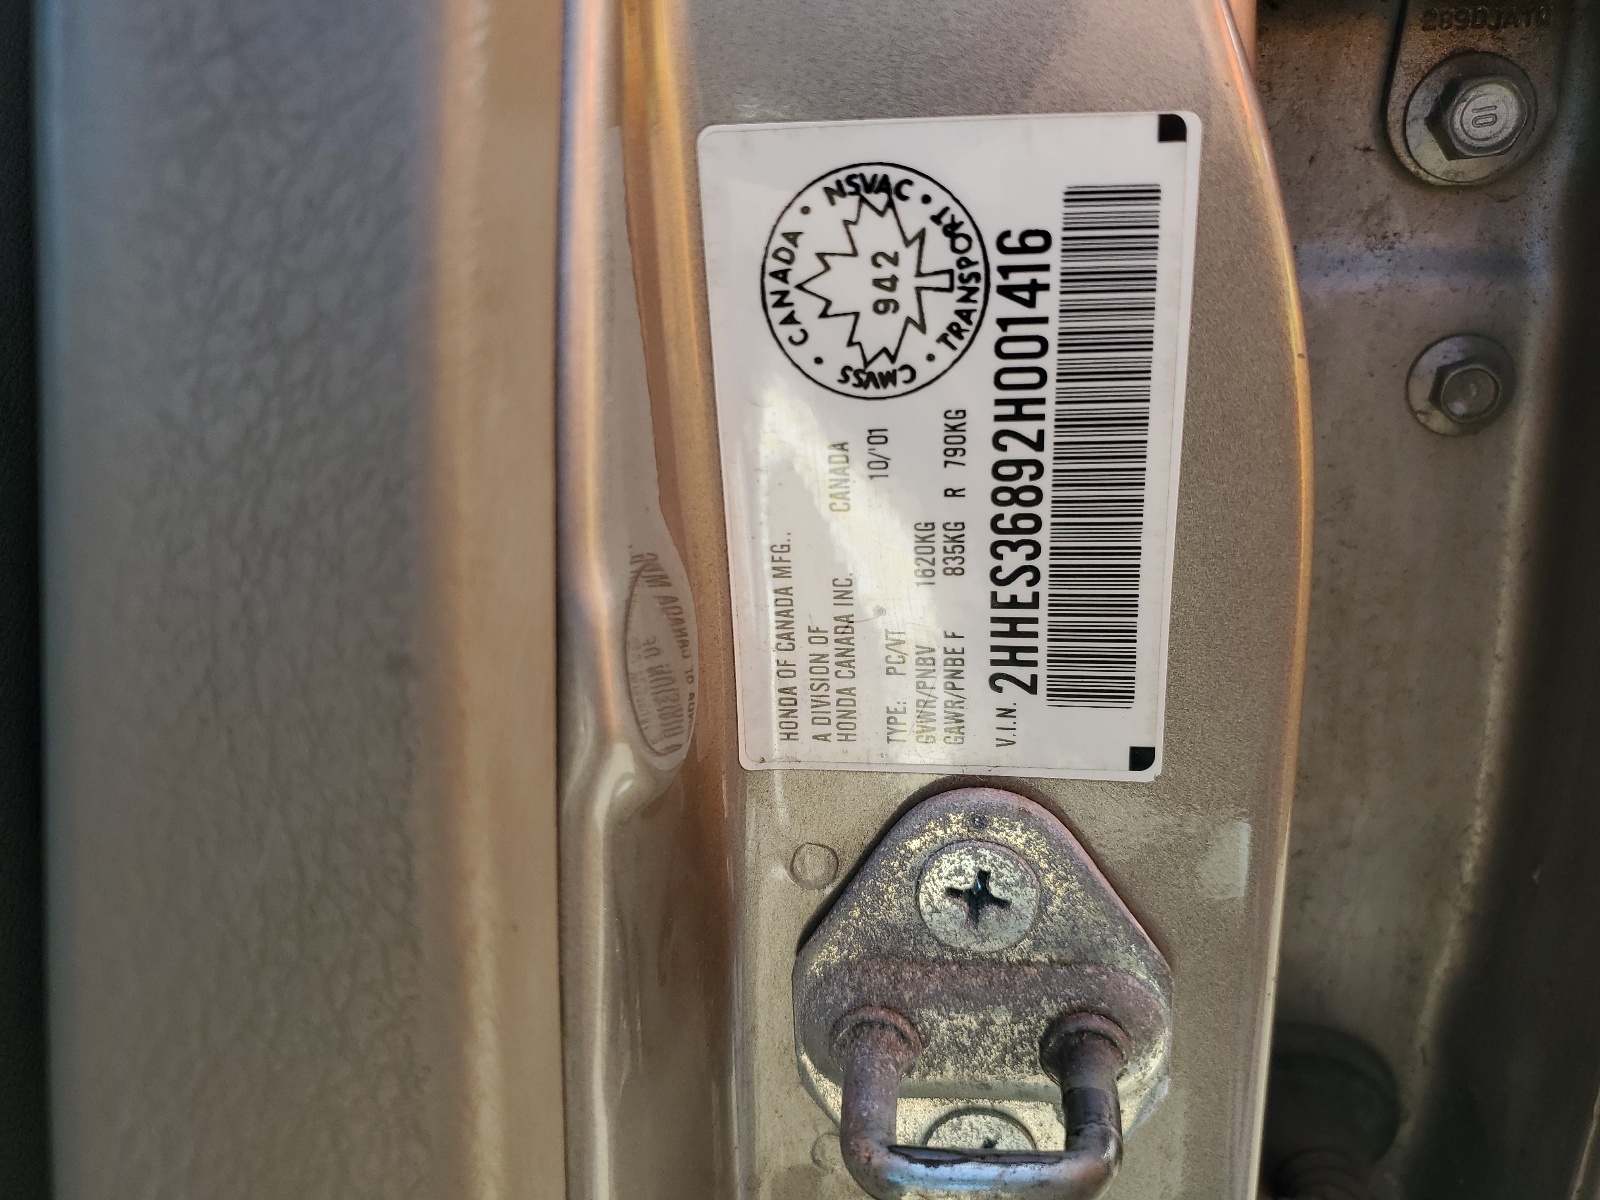 HONDA OF CANADA MFG.,
A DIVISION OF
HONDA CANADA INC. CANADA
10/'01
TYPE: PC/VT
GVWR/PNBV 1620KG
GAWR/PNBE F 835KG R 790KG
V.I.N. 2HHES36892H001416
CANADA • NSVAC • TRANSPORT • CMVSS •
942
10